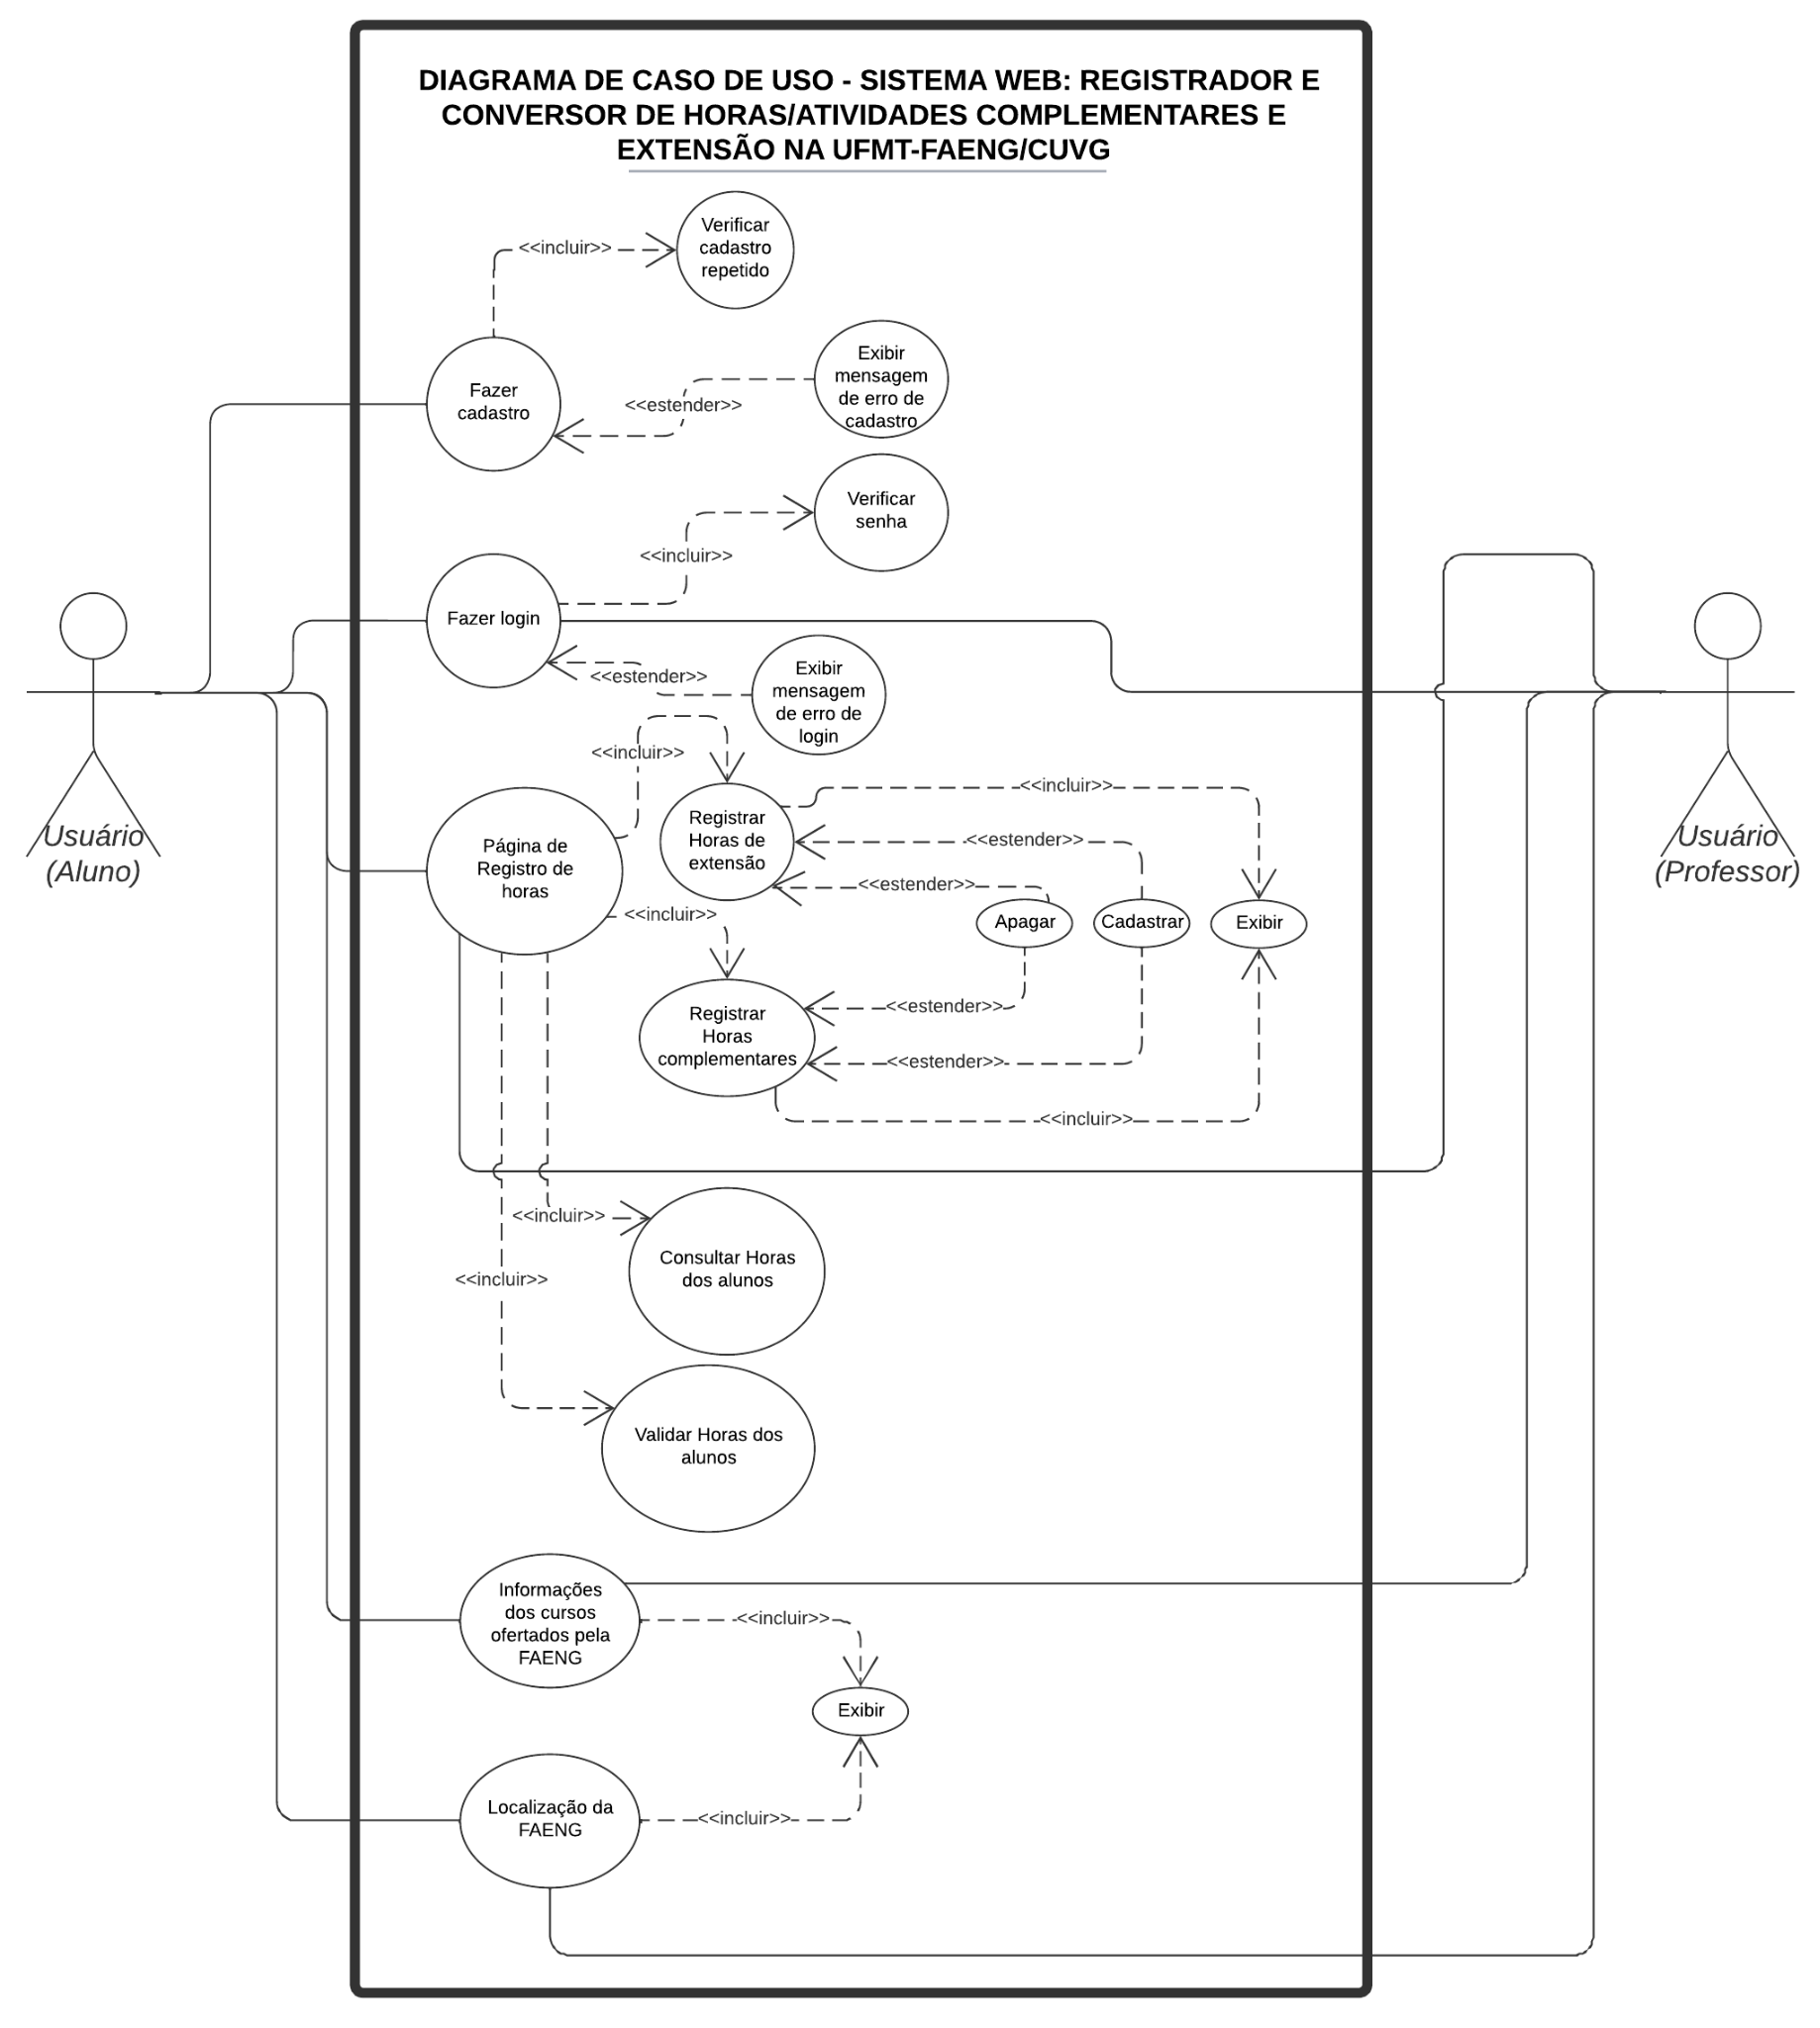 DIAGRAMA DE CASO DE USO - SISTEMA WEB: REGISTRADOR E
CONVERSOR DE HORAS/ATIVIDADES COMPLEMENTARES E
EXTENSÃO NA UFMT-FAENG/CUVG
Verificar
cadastro
repetido
<<incluir>>
Exibir
mensagem
de erro de
cadastro
Fazer
cadastro
<<estender>>
Verificar
senha
<<incluir>>
Fazer login
<<estender>>
Exibir
mensagem
de erro de
login
<<incluir>>
Usuário
(Aluno)
Usuário
(Professor)
Página de
Registro de
horas
Registrar
Horas de
extensão
<<incluir>>
<<estender>>
<<estender>>
<<incluir>>
Apagar
Cadastrar
Exibir
Registrar
Horas
complementares
<<estender>>
<<estender>>
<<incluir>>
<<incluir>>
Consultar Horas
dos alunos
<<incluir>>
Validar Horas dos
alunos
Informações
dos cursos
ofertados pela
FAENG
<<incluir>>
Exibir
Localização da
FAENG
<<incluir>>